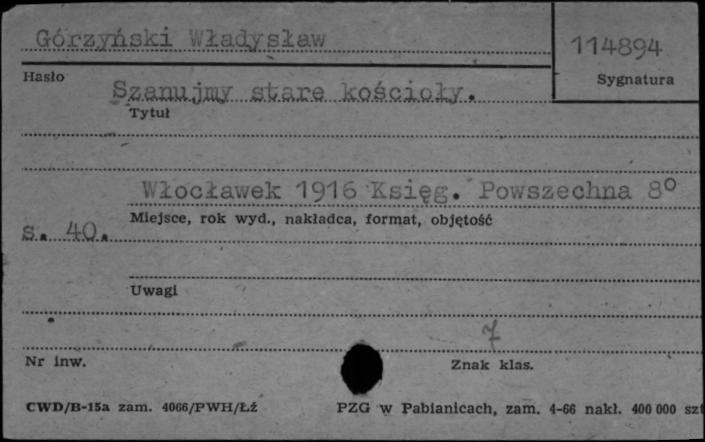 Górzyński Władysław
114894
Hasło
Sygnatura
Szanujmy stare kościoły.
Tytuł
Włocławek 1916 Księg. Powszechna 8°
Miejsce, rok wyd., nakładca, format, objętość
s. 40.
Uwagi
7
Nr inw.
Znak klas.
CWD/B-15a zam. 4066/PWH/Łź
PZG w Pabianicach, zam. 4-66 nakł. 400 000 szt